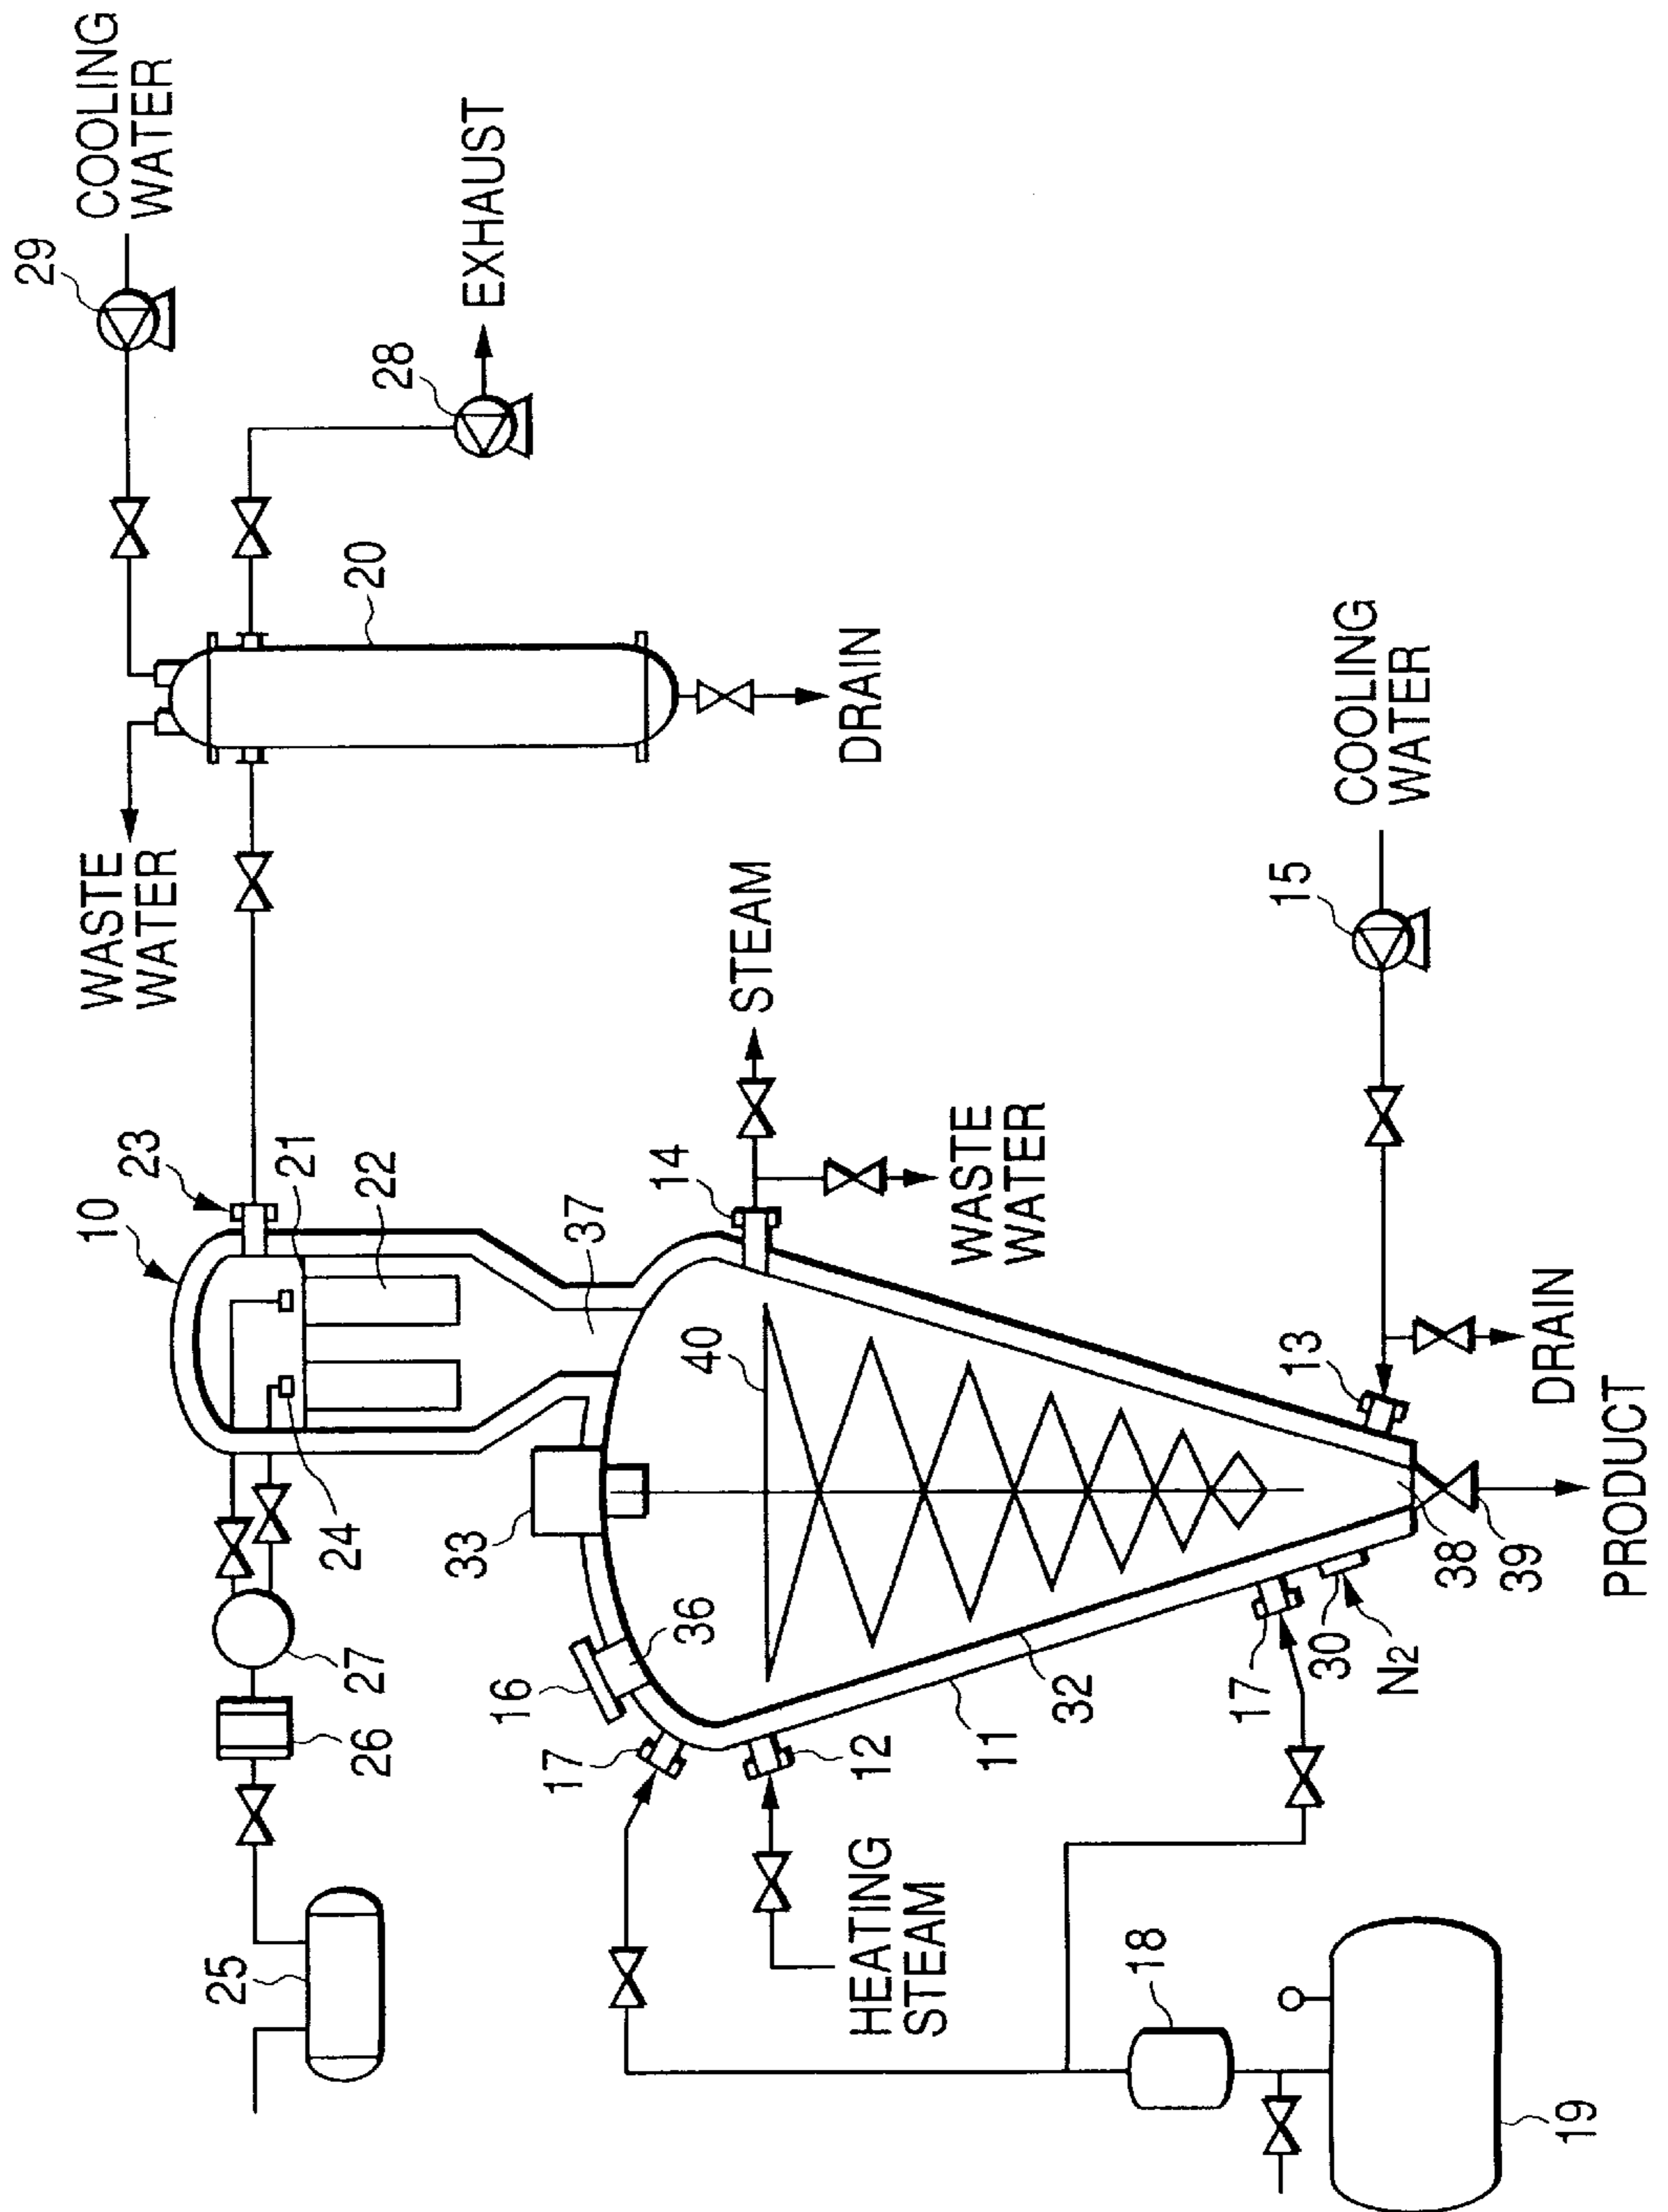 COOLING
WATER
29
EXHAUST
28
20
WASTE
WATER
DRAIN
STEAM
COOLING
WATER
15
23
10
21
22
37
14
WASTE
WATER
40
13
DRAIN
33
24
27
26
25
36
16
17
12
11
32
17
30
N2
38
39
PRODUCT
HEATING
STEAM
18
19